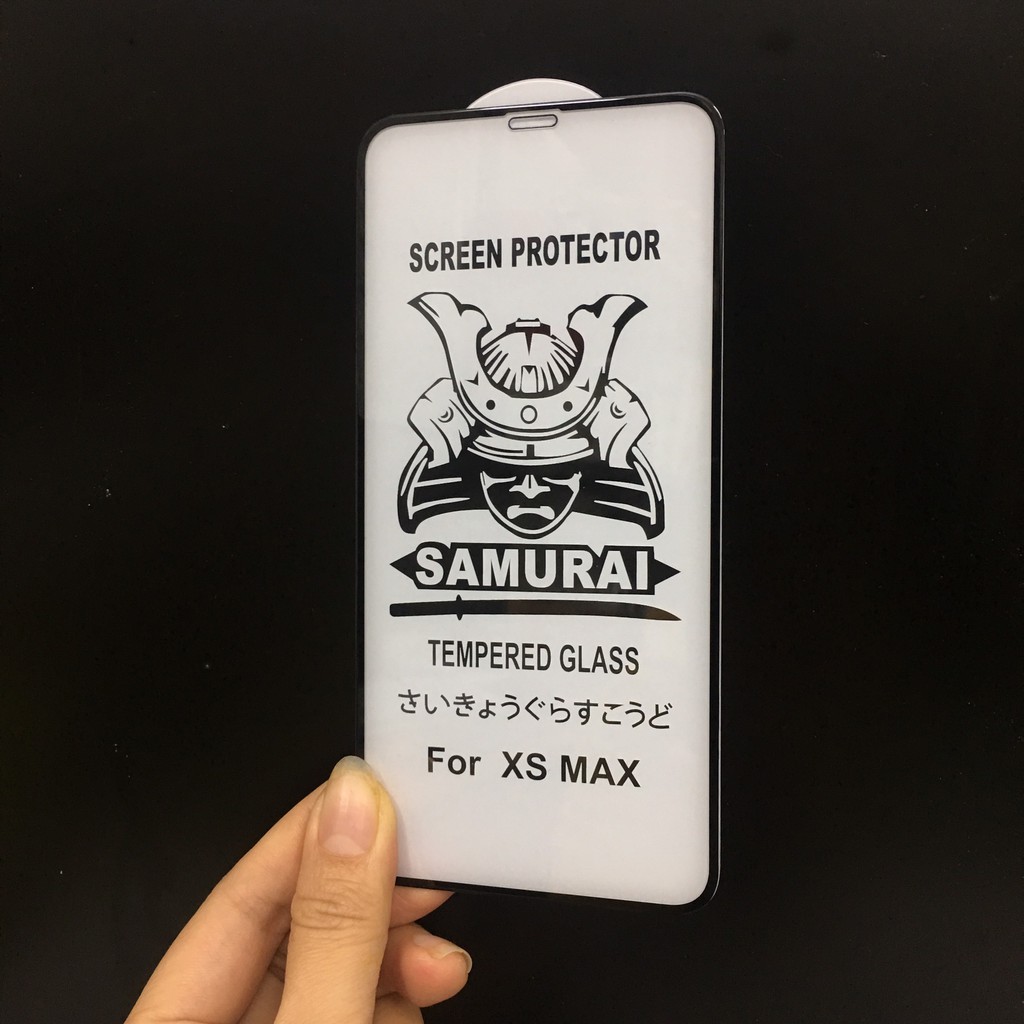 SCREEN PROTECTOR
SAMURAI
TEMPERED GLASS
さいきょうぐらすこうど
For XS MAX